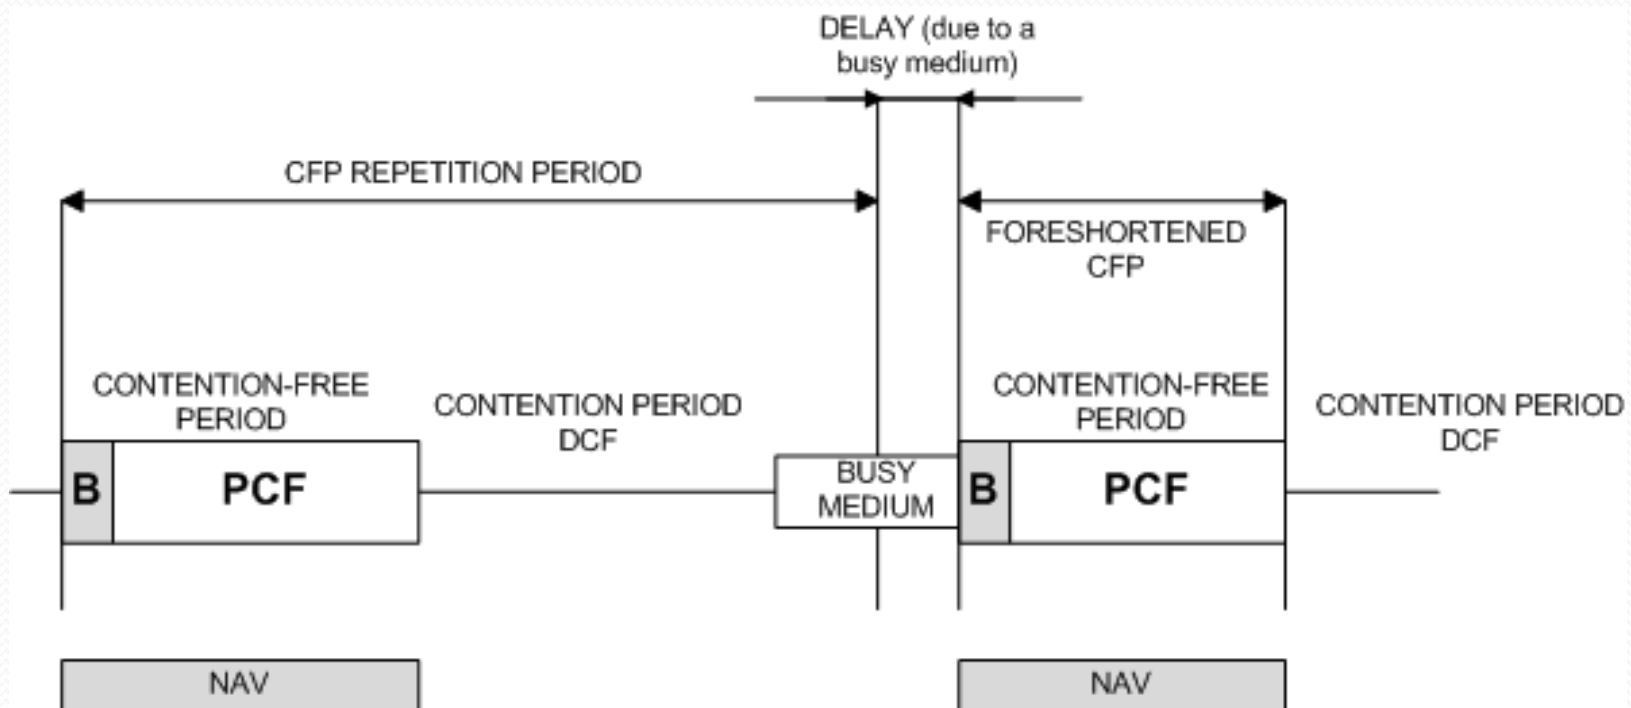 DELAY (due to a
busy medium)
CFP REPETITION PERIOD
FORESHORTENED
CFP
CONTENTION-FREE
PERIOD
CONTENTION PERIOD
DCF
CONTENTION-FREE
PERIOD
CONTENTION PERIOD
DCF
B
PCF
BUSY
MEDIUM
B
PCF
NAV
NAV